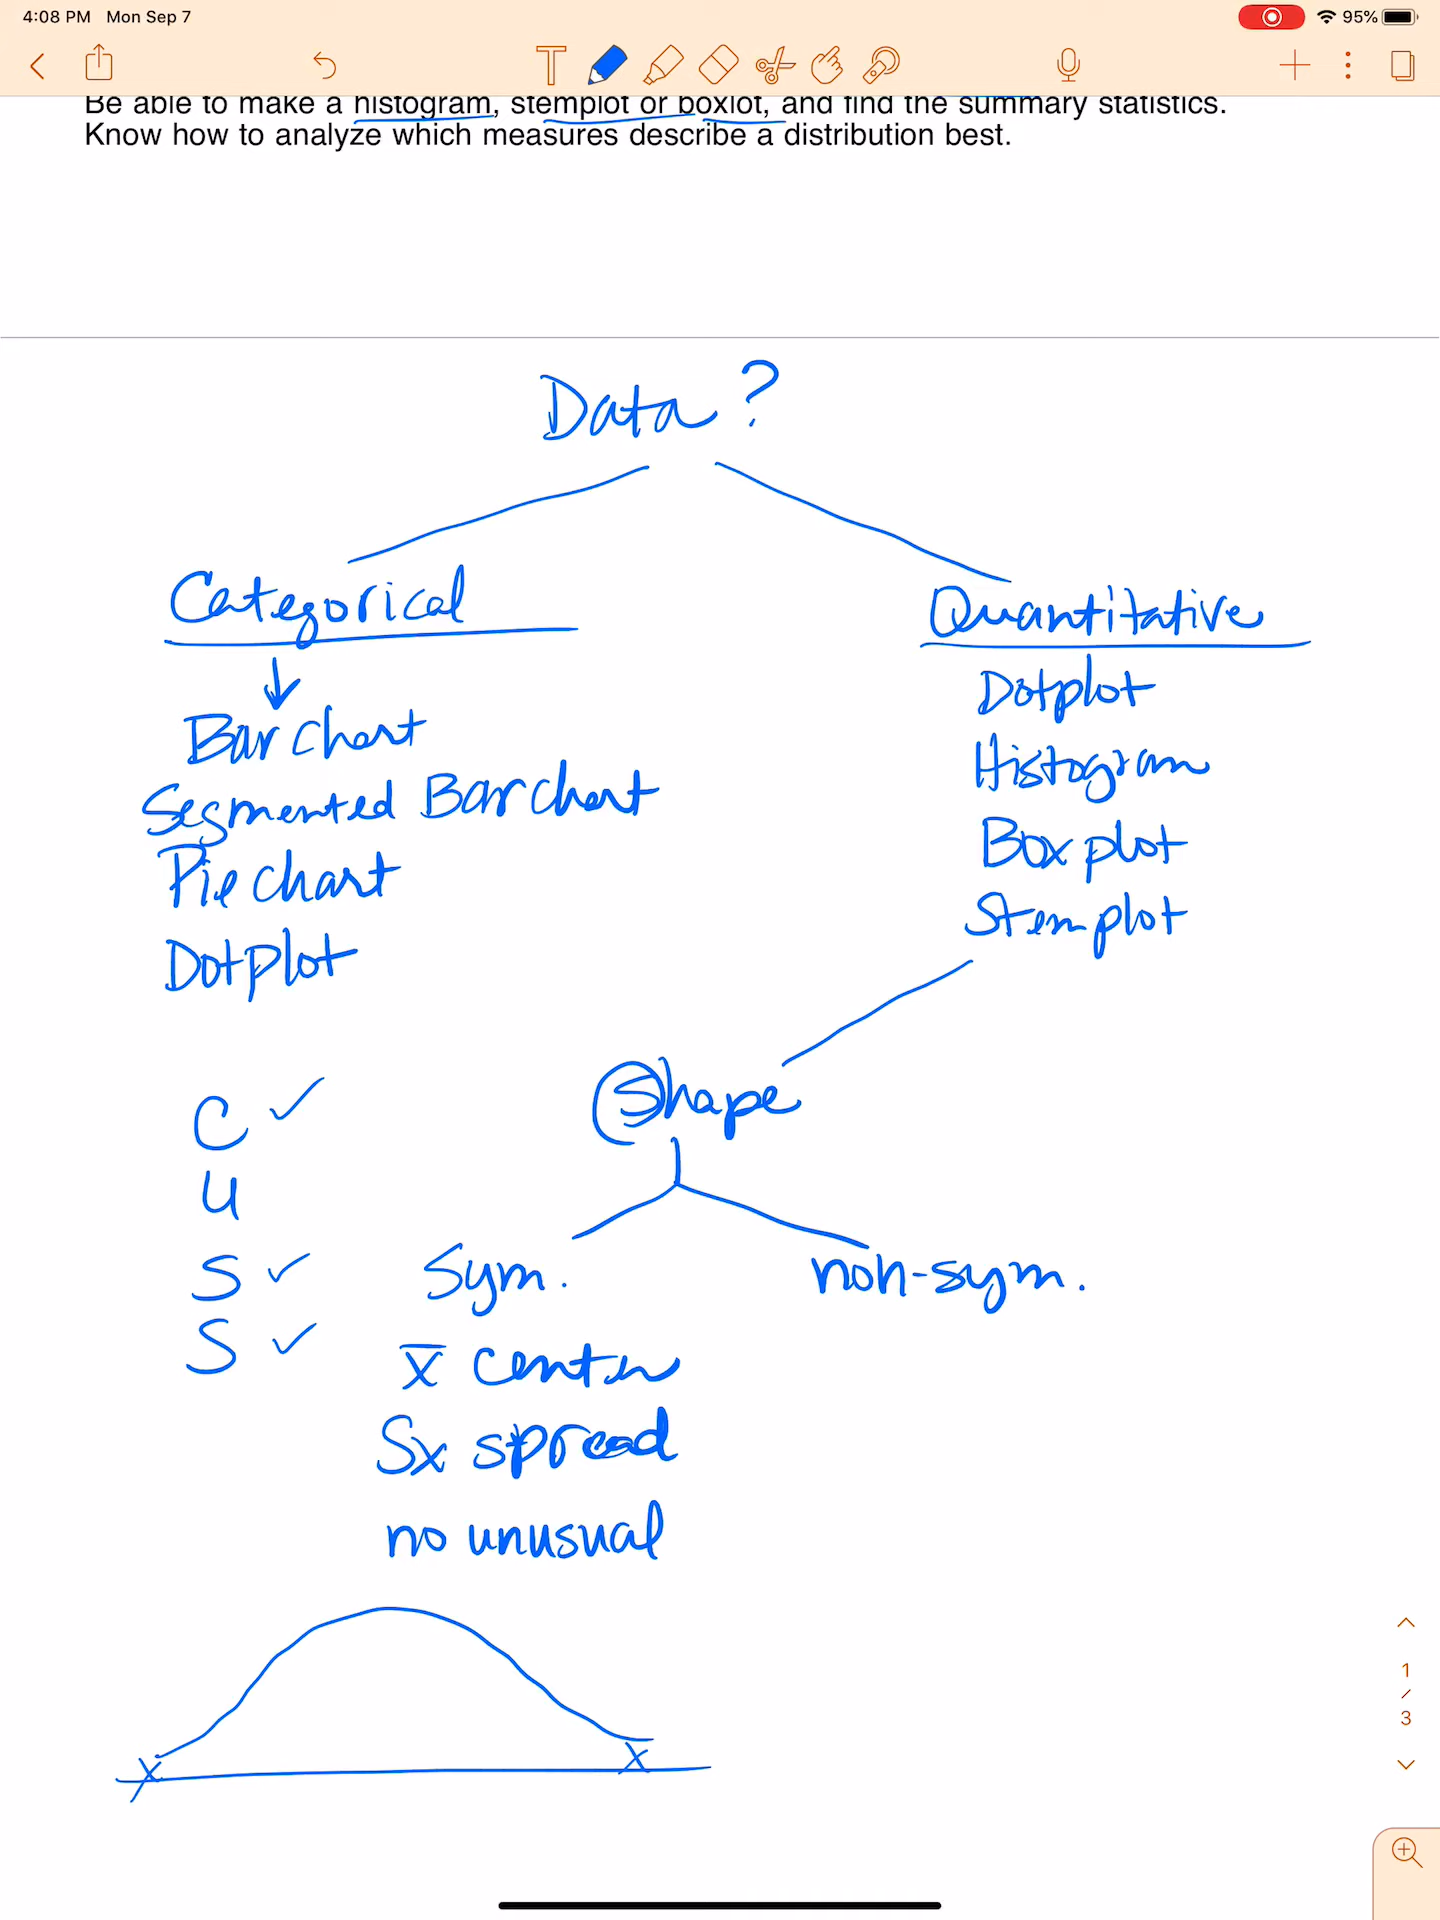 4:08 PM Mon Sep 7
95%
T
Be able to make a histogram, stemplot or boxlot, and find the summary statistics.
Know how to analyze which measures describe a distribution best.
Data?
Categorical
Quantitative
Bar chart
Segmented Bar chart
Pie chart
Dotplot
Dotplot
Histogram
Boxplot
Stemplot
Shape
C ✓
U
S ✓
S ✓
Sym.
non-sym.
x̄ center
Sx spread
no unusual
x x
1
/
3